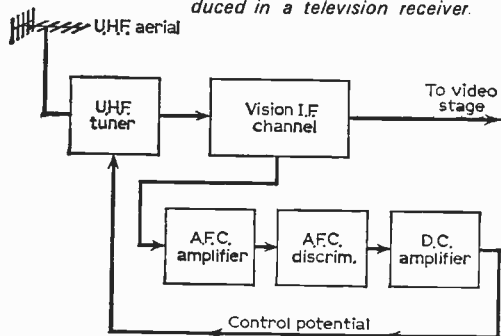 duced in a television receiver.
U.H.F. aerial
U.H.F.
tuner
Vision I.F.
channel
To video
stage
A.F.C.
amplifier
A.F.C.
discrim.
D.C.
amplifier
Control potential